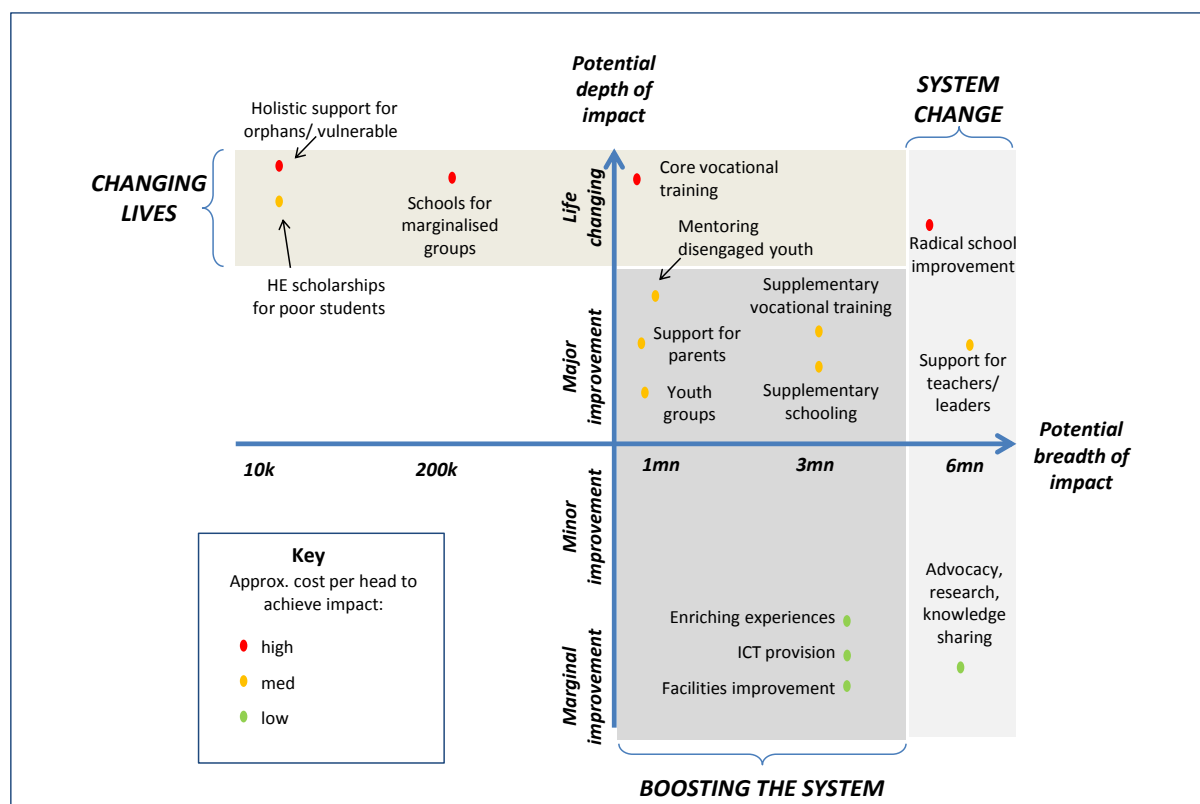 Potential
depth of
impact
SYSTEM
CHANGE
Holistic support for
orphans/ vulnerable
CHANGING
LIVES
Schools for
marginalised
groups
HE scholarships
for poor students
Life
changing
Core vocational
training
Mentoring
disengaged youth
Radical school
improvement
Major
improvement
Supplementary
vocational training
Support for
parents
Youth
groups
Supplementary
schooling
Support for
teachers/
leaders
10k
200k
1mn
3mn
6mn
Potential
breadth of
impact
Minor
improvement
Marginal
improvement
Enriching experiences
ICT provision
Facilities improvement
Advocacy,
research,
knowledge
sharing
Key
Approx. cost per head to
achieve impact:
high
med
low
BOOSTING THE SYSTEM